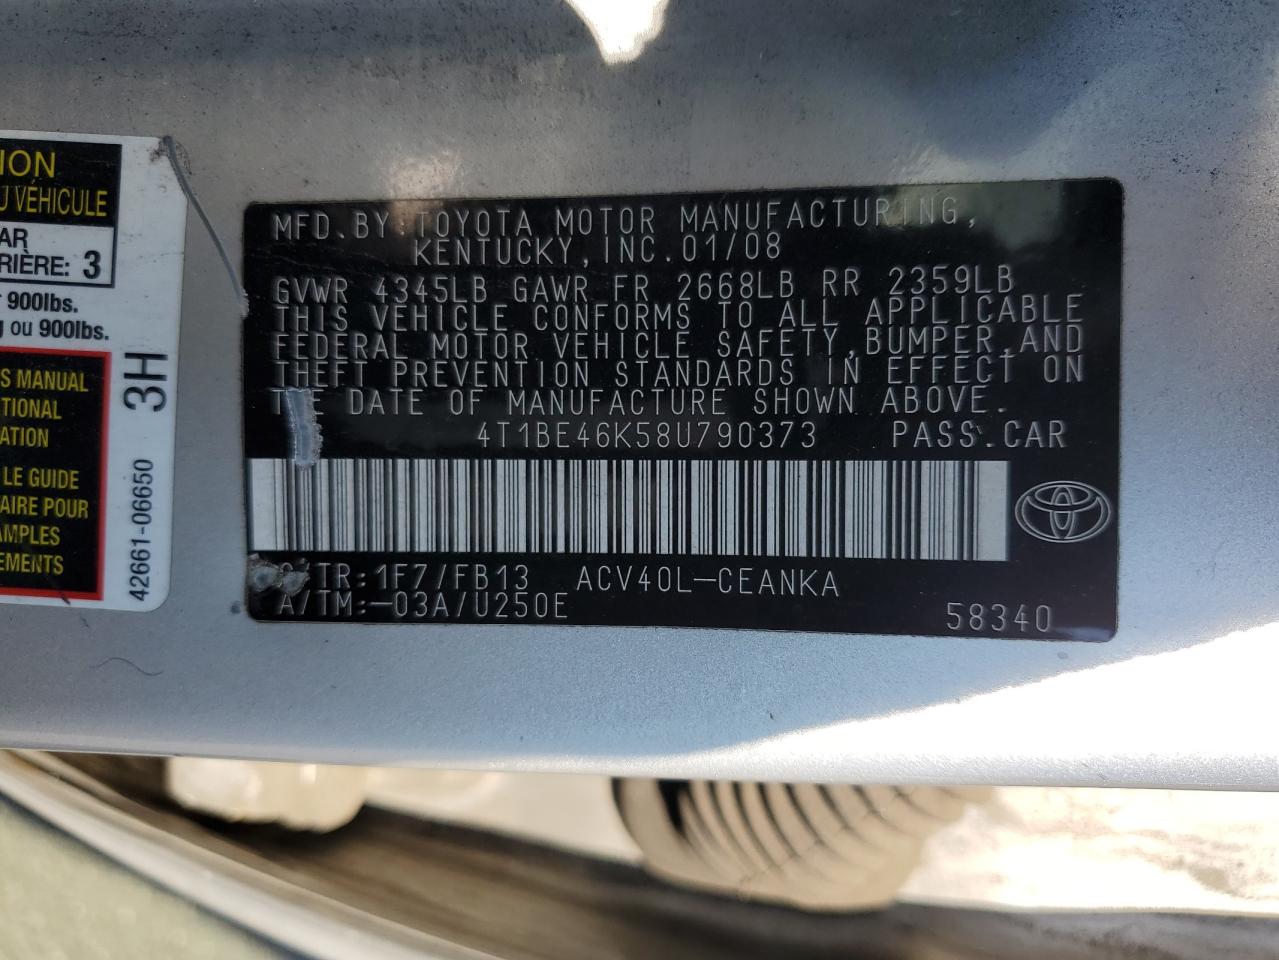 ION
U VÉHICULE
AR
RIÈRE: 3
900lbs.
g ou 900lbs.
S MANUAL
TIONAL
ATION
LE GUIDE
AIRE POUR
AMPLES
EMENTS
3H
42661-06650
MFD.BY TOYOTA MOTOR MANUFACTURING,
KENTUCKY,INC.01/08
GVWR 4345LB GAWR FR 2668LB RR 2359LB
THIS VEHICLE CONFORMS TO ALL APPLICABLE
FEDERAL MOTOR VEHICLE SAFETY,BUMPER,AND
THEFT PREVENTION STANDARDS IN EFFECT ON
THE DATE OF MANUFACTURE SHOWN ABOVE.
4T1BE46K58U790373 PASS.CAR
C/TR:1F7/FB13 ACV40L-CEANKA
A/TM:-03A/U250E
58340